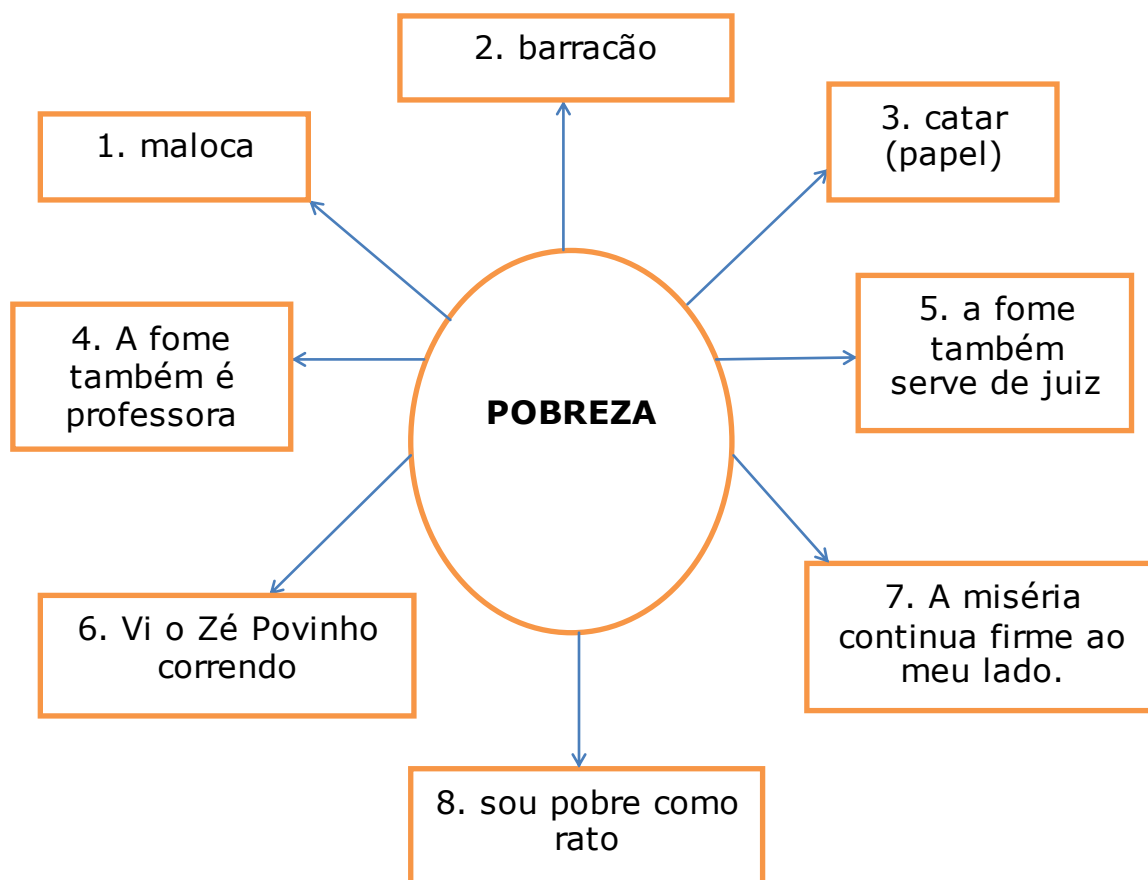 2. barracão
1. maloca
3. catar
(papel)
4. A fome
também é
professora
POBREZA
5. a fome
também
serve de juiz
6. Vi o Zé Povinho
correndo
7. A miséria
continua firme ao
meu lado.
8. sou pobre como
rato